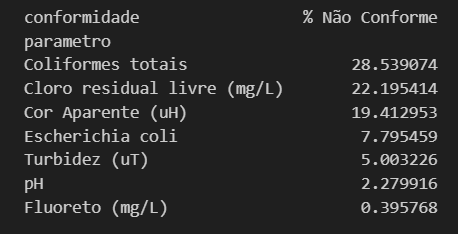 conformidade % Não Conforme
parametro
Coliformes totais 28.539074
Cloro residual livre (mg/L) 22.195414
Cor Aparente (uH) 19.412953
Escherichia coli 7.795459
Turbidez (uT) 5.003226
pH 2.279916
Fluoreto (mg/L) 0.395768